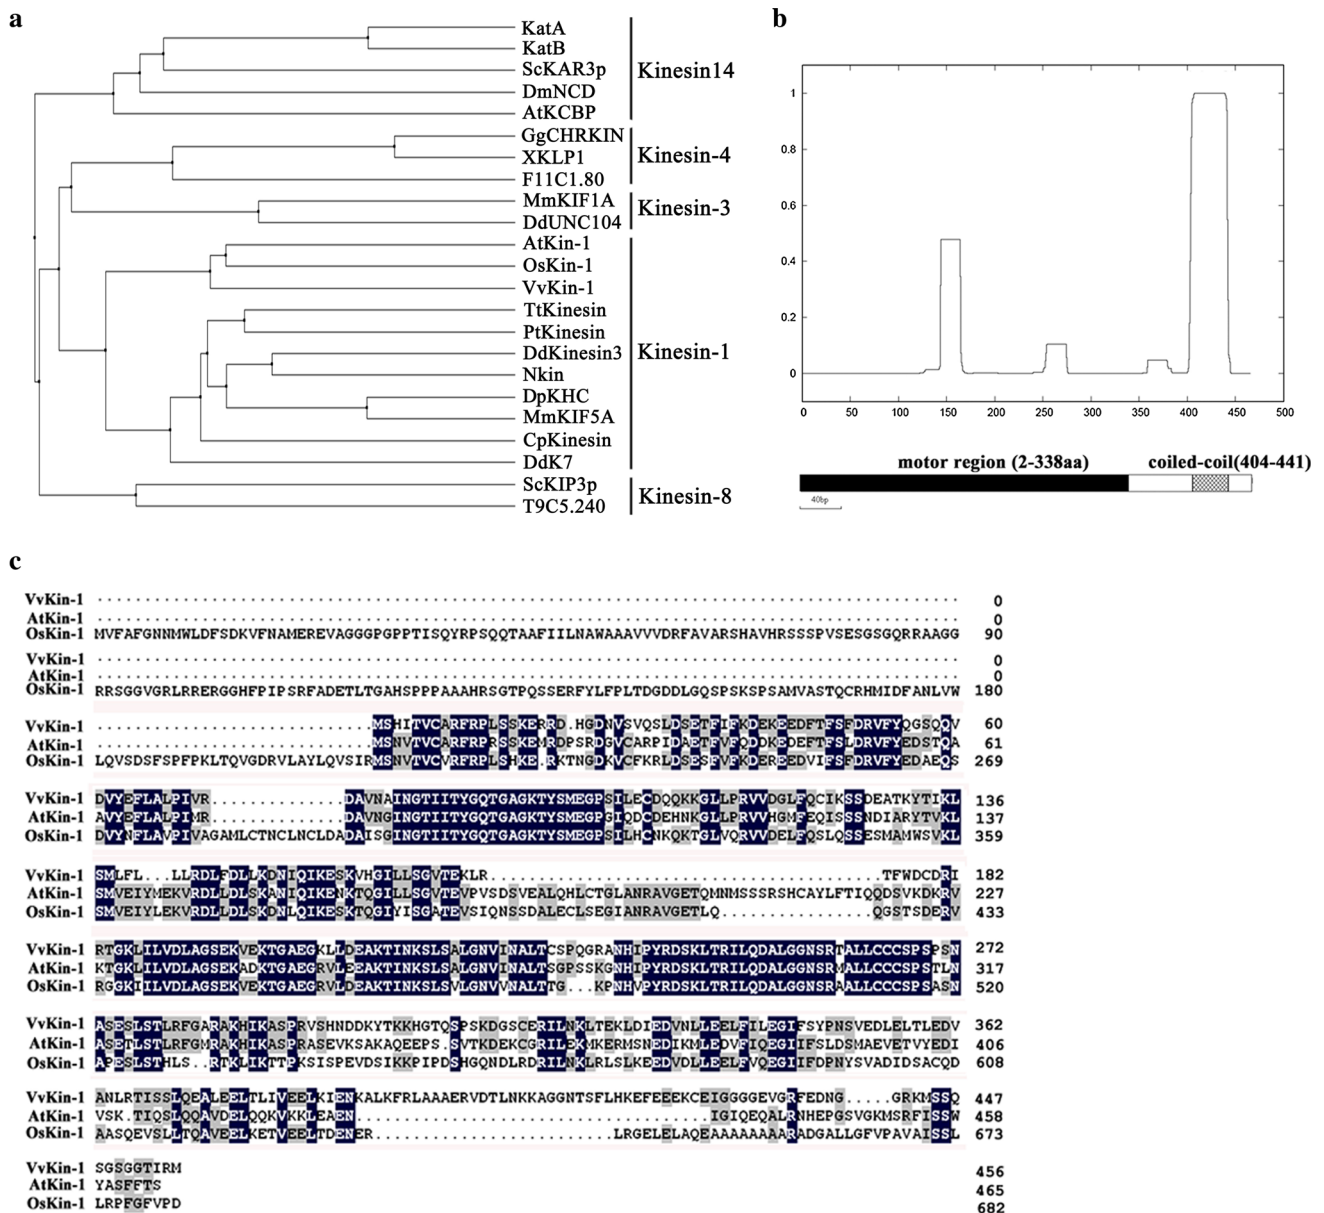 a
KatA
KatB
ScKAR3p
DmNCD
AtKCBP
Kinesin14
GgCHRKIN
XKLP1
F11C1.80
Kinesin-4
MmKIF1A
DdUNC104
Kinesin-3
AtKin-1
OsKin-1
VvKin-1
TtKinesin
PtKinesin
DdKinesin3
Nkin
DpKHC
MmKIF5A
CpKinesin
DdK7
Kinesin-1
ScKIP3p
T9C5.240
Kinesin-8
b
1
0.8
0.6
0.4
0.2
0
0 50 100 150 200 250 300 350 400 450 500
motor region (2-338aa) coiled-coil(404-441)
40bp
c
VvKin-1 ........................................................................................... 0
AtKin-1 ........................................................................................... 0
OsKin-1 MVFAFGNNMWLDFSDKVFNAMEREVAGGGPGPPTISQYRPSQQTAAFIILNAWAAAVVVDRFAVARSHAVHRSSSPVSESGSGQRRAAGG 90
VvKin-1 ........................................................................................... 0
AtKin-1 ........................................................................................... 0
OsKin-1 RRSGGVGRLRRERGGHFPIPSRFADETLTGAHSPPPAAAHRSGTPQSSERFYLFPLTDGDDLGQSPSKSPSAMVASTQCRHMIDFANLVW 180
VvKin-1 .............................MSHITVCARFRPLSSKERRD.HGDNVSVQSLDSETFIFKDEKEEDFTFSFDRVFYQGSQQV 60
AtKin-1 .............................MSNVTVCARFRPRSSKEMRDPSRDGVCARPIDAETFVFQDDKEDEFTFSLDRVFYEDSTQA 61
OsKin-1 LQVSDSFSPFPKLTQVGDRVLAYLQVSIRMSNVTVCVRFRPLSHKE.RKTNGDKVCFKRLDSESFVFKDEREEDVIFSFDRVFYEDAEQS 269
VvKin-1 DVYEFLALPIVR..............DAVNAINGTIITYGQTGAGKTYSMEGPSILECDQQKKGLLPRVVDGLFQCIKSSDEATKYTIKL 136
AtKin-1 AVYEFLALPIMR..............DAVNGINGTIITYGQTGAGKTYSMEGPGIQDCDEHNKGLLPRVVHGMFEQISSSNDIARYTVKL 137
OsKin-1 DVYNFLAVPIVAGAMLCTNCLNCLDADAISGINGTIITYGQTGAGKTYSMEGPSILHCNKQKTGLVQRVVDELFQSLQSSESMAMWSVKL 359
VvKin-1 SMLFL...LLRDLFDLLKDNIQIKESKVHGILLSGVTEKLR.........................................TFWDCDRI 182
AtKin-1 SMVEIYMEKVRDLLDLSKANIQIKENKTQGILLSGVTEVPVSDSVEALQHLCTGLANRAVGETQMNMSSSRSHCAYLFTIQQDSVKDKRV 227
OsKin-1 SMVEIYLEKVRDLLDLSKDNLQIKESKTQGIYISGATEVSIQNSSDALECLSEGIANRAVGETLQ................QGSTSDERV 433
VvKin-1 RTGKLILVDLAGSEKVEKTGAEGKLLDEAKTINKSLSALGNVINALTCSPQGRANHIPYRDSKLTRILQDALGGNSRTALLCCCSPSPSN 272
AtKin-1 KTGKLILVDLAGSEKADKTGAEGRVLEEAKTINKSLSALGNVINALTSGPSSKGNHIPYRDSKLTRILQDALGGNSRMALLCCCSPSTLN 317
OsKin-1 RGGKIILVDLAGSEKVEKTGAEGRVLDEAKTINKSLSVLGNVVNALTTG...KPNHVPYRDSKLTRILQDALGGNSRAALLCCCSPSASN 520
VvKin-1 ASESLSTLRFGARAKHIKASPRVSHNDDKYTKKHGTQSPSKDGSCERILNKLTEKLDIEDVNLLEELFILEGIFSYPNSVEDLELTLEDV 362
AtKin-1 ASETLSTLRFGMRAKHIKASPRASEVKSAKAQEEPS.SVTKDEKCGRILEKMKERMSNEDIKMLEDVFIQEGIIFSLDSMAEVETVYEDI 406
OsKin-1 APESLSTHLS..RTKLIKTTPKSISPEVDSIKKPIPDSHGQNDLRDRILNKLRLSLKEEDVDLLEELFVQEGIIFDPNYSVADIDSACQD 608
VvKin-1 ANLRTISSLQEALEELTLIVEELKIENKALKFRLAAAERVDTLNKKAGGNTSFLHKEFEEEKCEIGGGGEVGRFEDNG.....GRKMSSQ 447
AtKin-1 VSK.TIQSLQQAVDELQQKVKKLEAEN.....................................IGIQEQALRNHEPGSVGKMSRFISSW 458
OsKin-1 AASQEVSLLTQAVEELKETVEELTDENER.........................LRGELELAQEAAAAAAAARADGALLGFVPAVAISSL 673
VvKin-1 SGSGGTIRM 456
AtKin-1 YASFFTS 465
OsKin-1 LRPFGFVPD 682